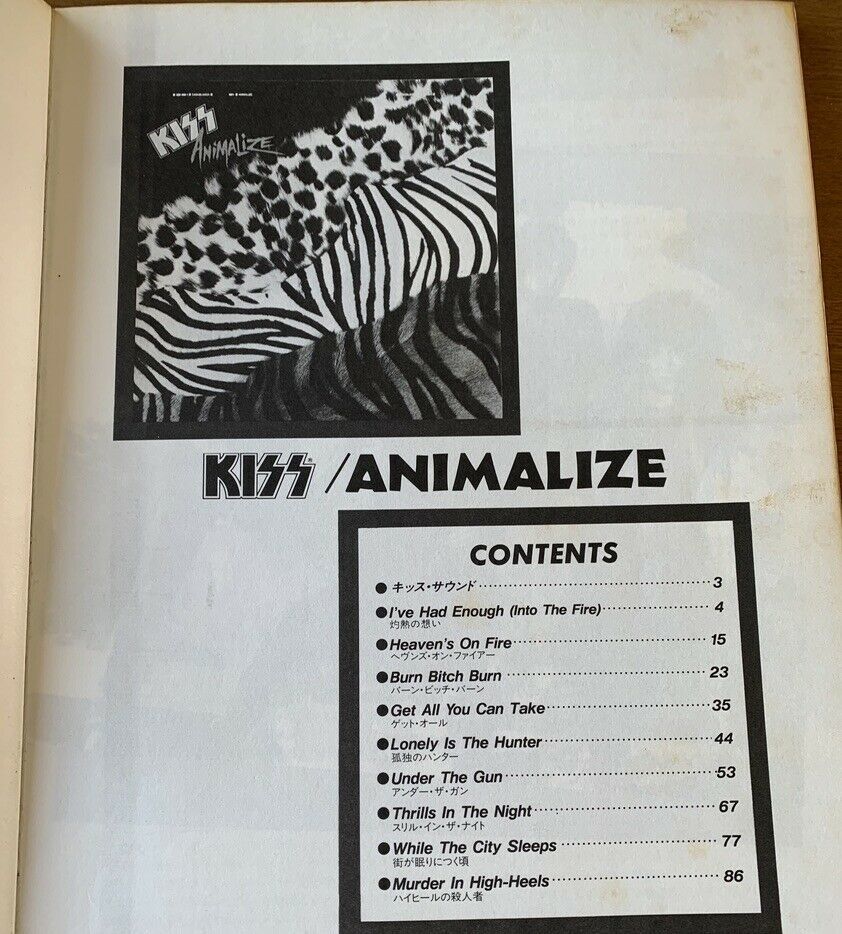 KISS
ANIMALIZE
KISS® / ANIMALIZE
CONTENTS
● キッス・サウンド 3
● I've Had Enough (Into The Fire) 4
灼熱の想い
● Heaven's On Fire 15
ヘヴンズ・オン・ファイアー
● Burn Bitch Burn 23
バーン・ビッチ・バーン
● Get All You Can Take 35
ゲット・オール
● Lonely Is The Hunter 44
孤独のハンター
● Under The Gun 53
アンダー・ザ・ガン
● Thrills In The Night 67
スリル・イン・ザ・ナイト
● While The City Sleeps 77
街が眠りにつく頃
● Murder In High-Heels 86
ハイヒールの殺人者